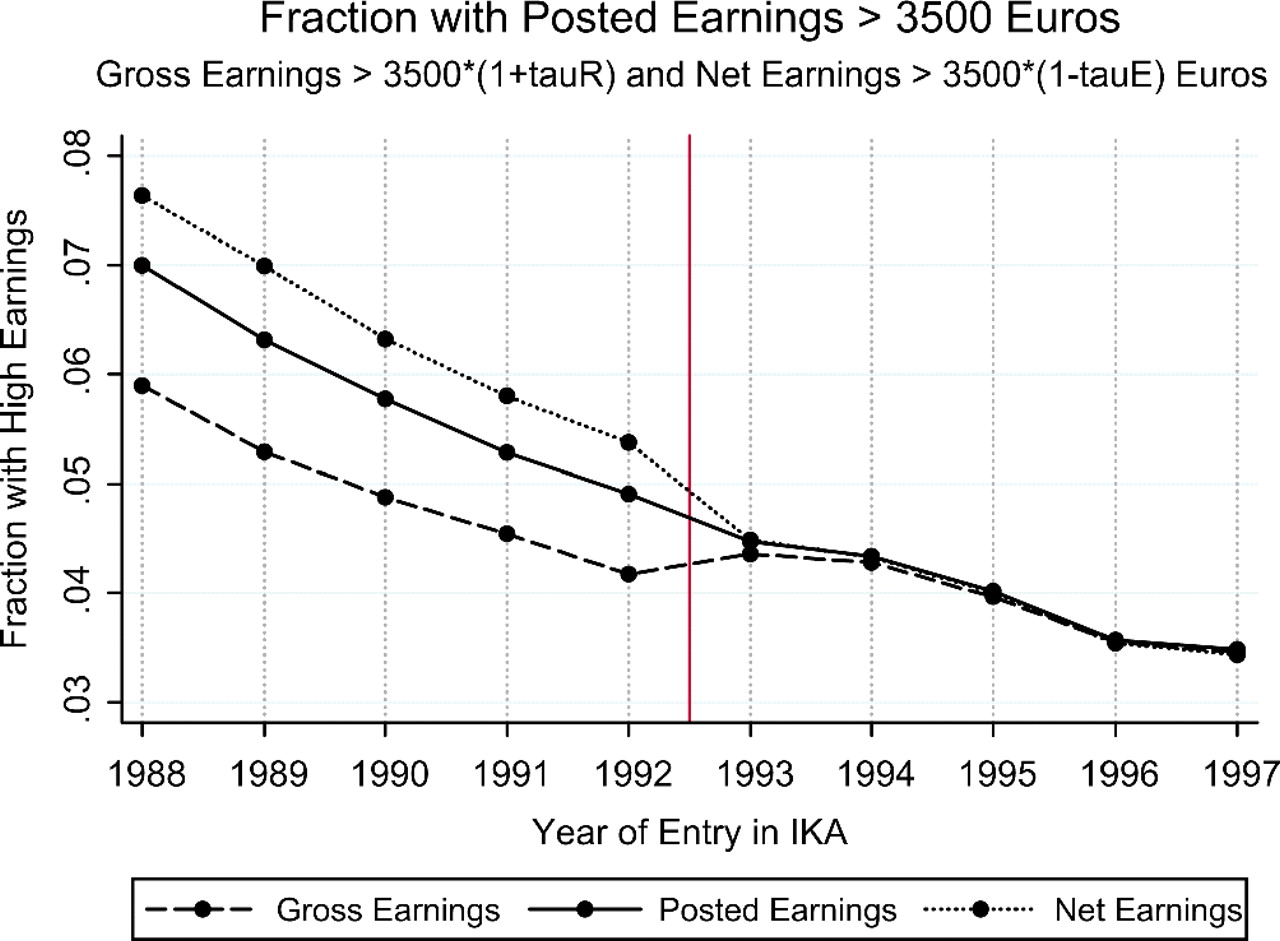 Fraction with Posted Earnings > 3500 Euros
Gross Earnings > 3500*(1+tauR) and Net Earnings > 3500*(1-tauE) Euros
Fraction with High Earnings
.08
.07
.06
.05
.04
.03
1988 1989 1990 1991 1992 1993 1994 1995 1996 1997
Year of Entry in IKA
Gross Earnings Posted Earnings Net Earnings